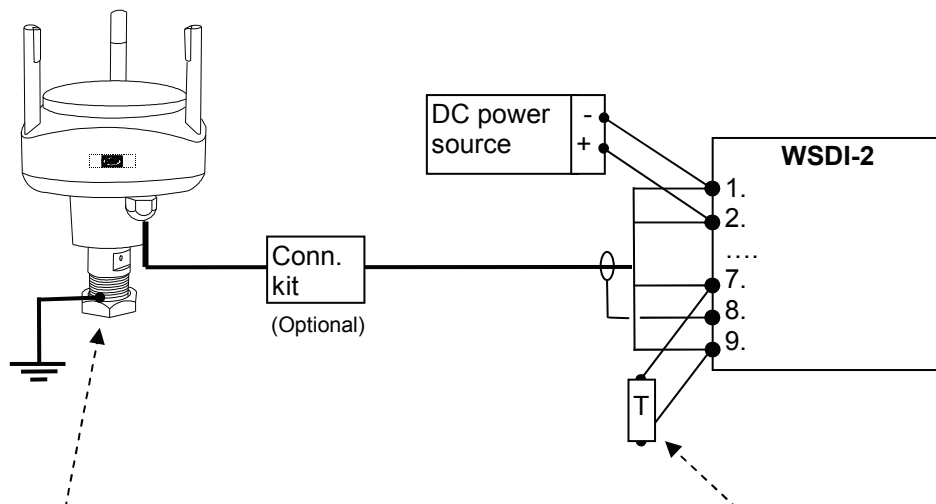 DC power
source
-
+
WSDI-2
1.
2.
....
7.
8.
9.
Conn.
kit
(Optional)
T